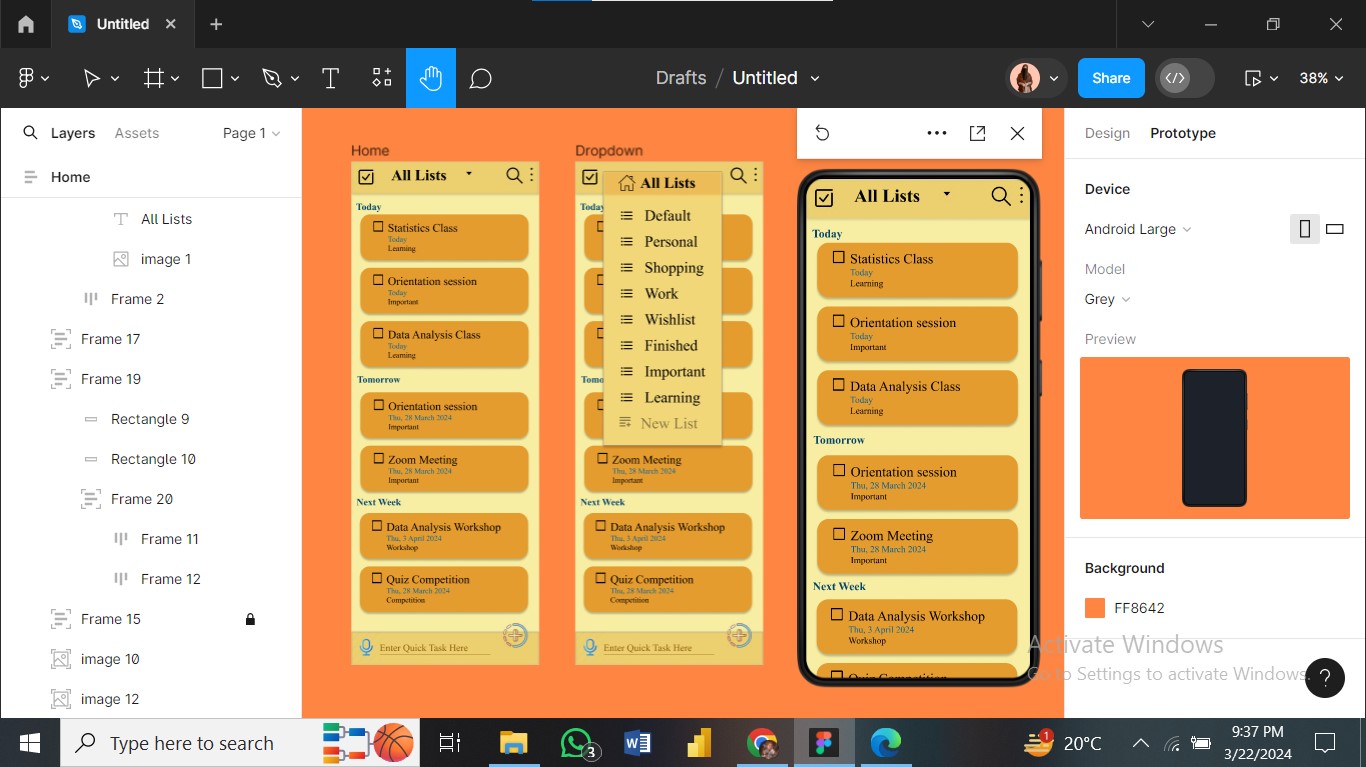 Untitled
Drafts / Untitled
Share
38%
Layers
Assets
Page 1
Home
All Lists
image 1
Frame 2
Frame 17
Frame 19
Rectangle 9
Rectangle 10
Frame 20
Frame 11
Frame 12
Frame 15
image 10
image 12
Home
All Lists
Today
Statistics Class
Today
Learning
Orientation session
Today
Important
Data Analysis Class
Today
Learning
Tomorrow
Orientation session
Thu, 28 March 2024
Important
Zoom Meeting
Thu, 28 March 2024
Important
Next Week
Data Analysis Workshop
Thu, 3 April 2024
Workshop
Quiz Competition
Thu, 28 March 2024
Competition
Enter Quick Task Here
Dropdown
All Lists
Default
Personal
Shopping
Work
Wishlist
Finished
Important
Learning
New List
Today
Tomo
Zoom Meeting
Thu, 28 March 2024
Important
Next Week
Data Analysis Workshop
Thu, 3 April 2024
Workshop
Quiz Competition
Thu, 28 March 2024
Competition
Enter Quick Task Here
All Lists
Today
Statistics Class
Today
Learning
Orientation session
Today
Important
Data Analysis Class
Today
Learning
Tomorrow
Orientation session
Thu, 28 March 2024
Important
Zoom Meeting
Thu, 28 March 2024
Important
Next Week
Data Analysis Workshop
Thu, 3 April 2024
Workshop
Quiz Competition
Design
Prototype
Device
Android Large
Model
Grey
Preview
Background
FF8642
Activate Windows
Go to Settings to activate Windows.
?
Type here to search
3
1
20°C
9:37 PM
3/22/2024